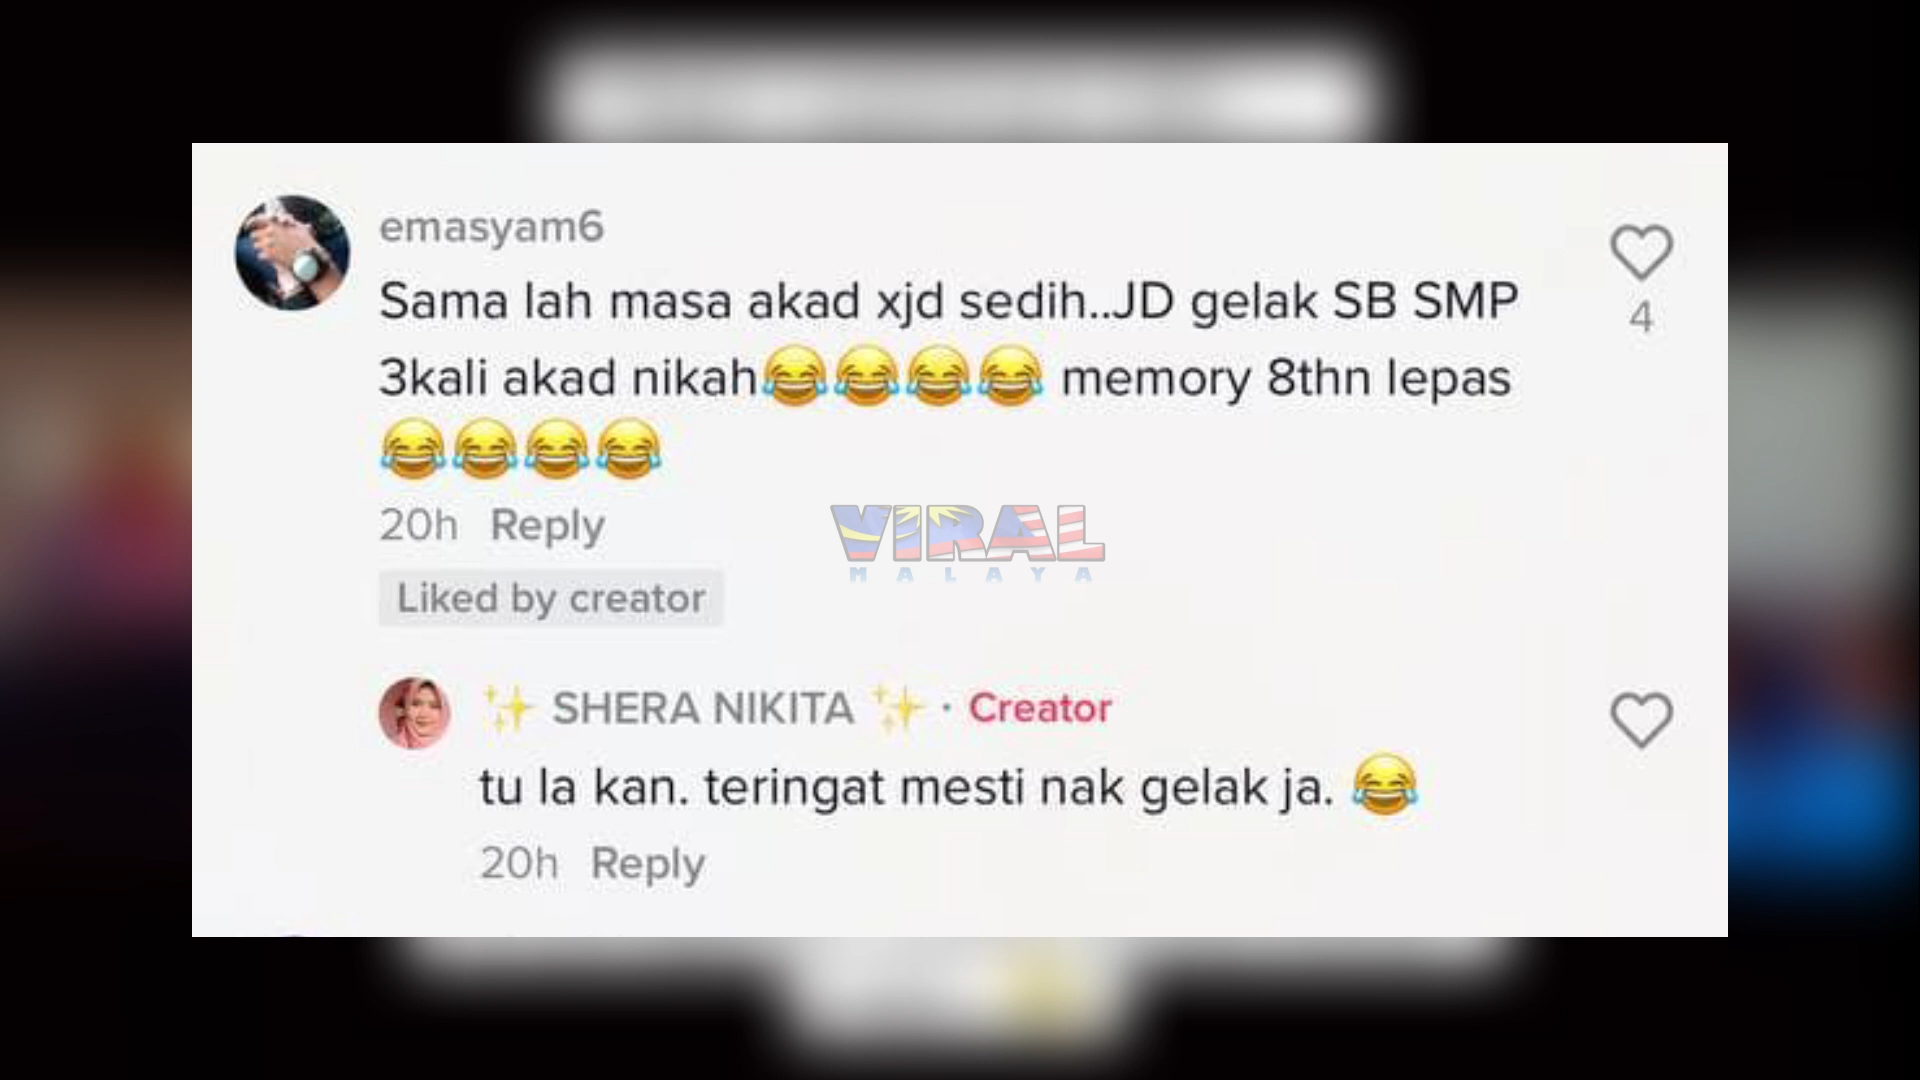 emasyam6
Sama lah masa akad xjd sedih..JD gelak SB SMP
3kali akad nikah😂😂😂😂 memory 8thn lepas
😂😂😂😂
4
20h Reply
VIRAL
MALAYA
Liked by creator
✨ SHERA NIKITA ✨ · Creator
tu la kan. teringat mesti nak gelak ja. 😂
20h Reply